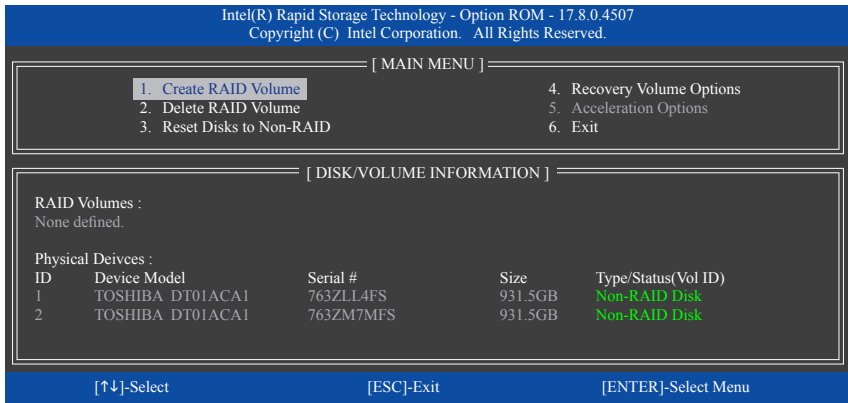 Intel(R) Rapid Storage Technology - Option ROM - 17.8.0.4507
Copyright (C) Intel Corporation. All Rights Reserved.
[ MAIN MENU ]
1. Create RAID Volume
2. Delete RAID Volume
3. Reset Disks to Non-RAID
4. Recovery Volume Options
5. Acceleration Options
6. Exit
[ DISK/VOLUME INFORMATION ]
RAID Volumes :
None defined.
Physical Deivces :
ID Device Model Serial # Size Type/Status(Vol ID)
1 TOSHIBA DT01ACA1 763ZLL4FS 931.5GB Non-RAID Disk
2 TOSHIBA DT01ACA1 763ZM7MFS 931.5GB Non-RAID Disk
[↑↓]-Select [ESC]-Exit [ENTER]-Select Menu